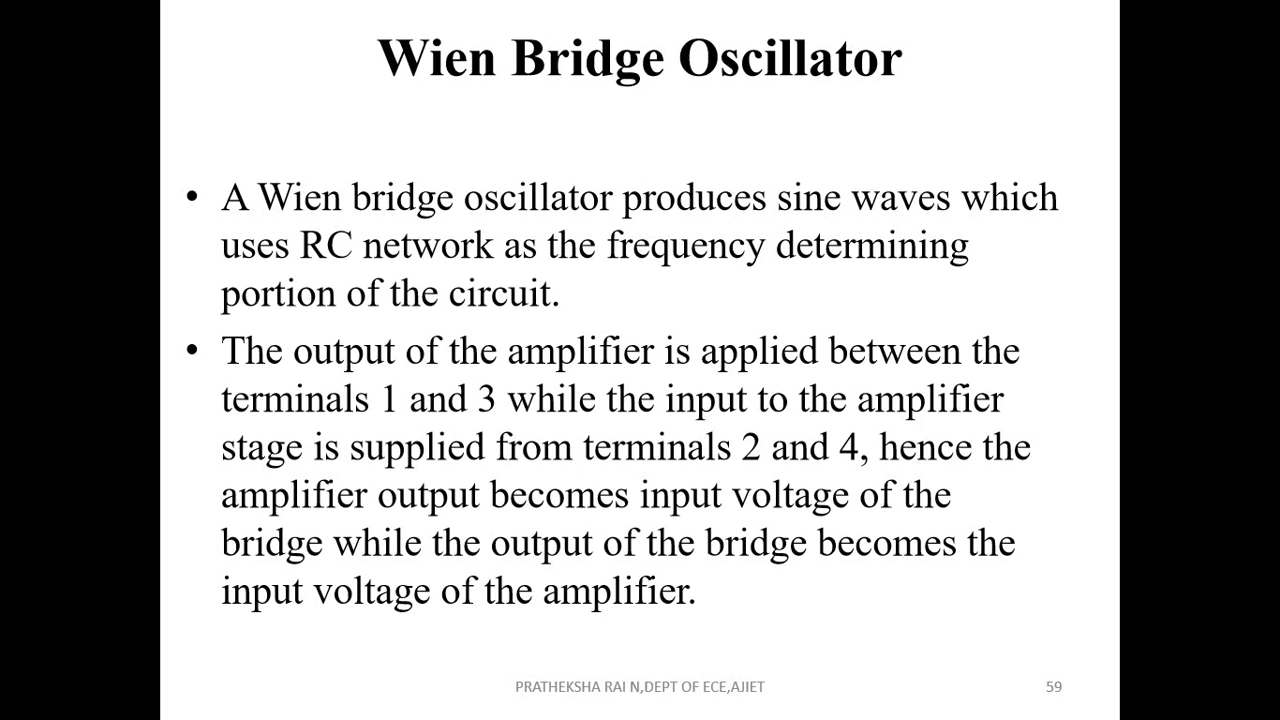 Wien Bridge Oscillator
• A Wien bridge oscillator produces sine waves which
uses RC network as the frequency determining
portion of the circuit.
• The output of the amplifier is applied between the
terminals 1 and 3 while the input to the amplifier
stage is supplied from terminals 2 and 4, hence the
amplifier output becomes input voltage of the
bridge while the output of the bridge becomes the
input voltage of the amplifier.
PRATHEKSHA RAI N,DEPT OF ECE,AJIET
59